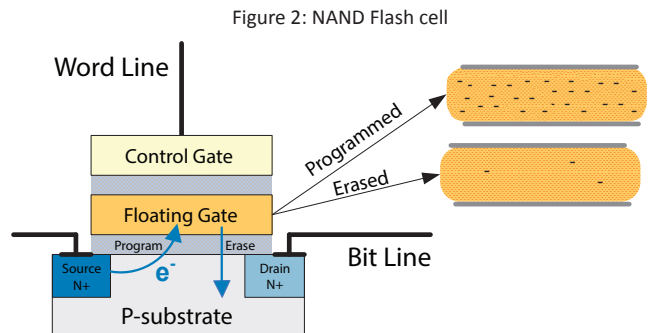 Figure 2: NAND Flash cell
Word Line
Control Gate
Floating Gate
Program
Erase
Source
N+
e-
Drain
N+
P-substrate
Bit Line
Programmed
Erased